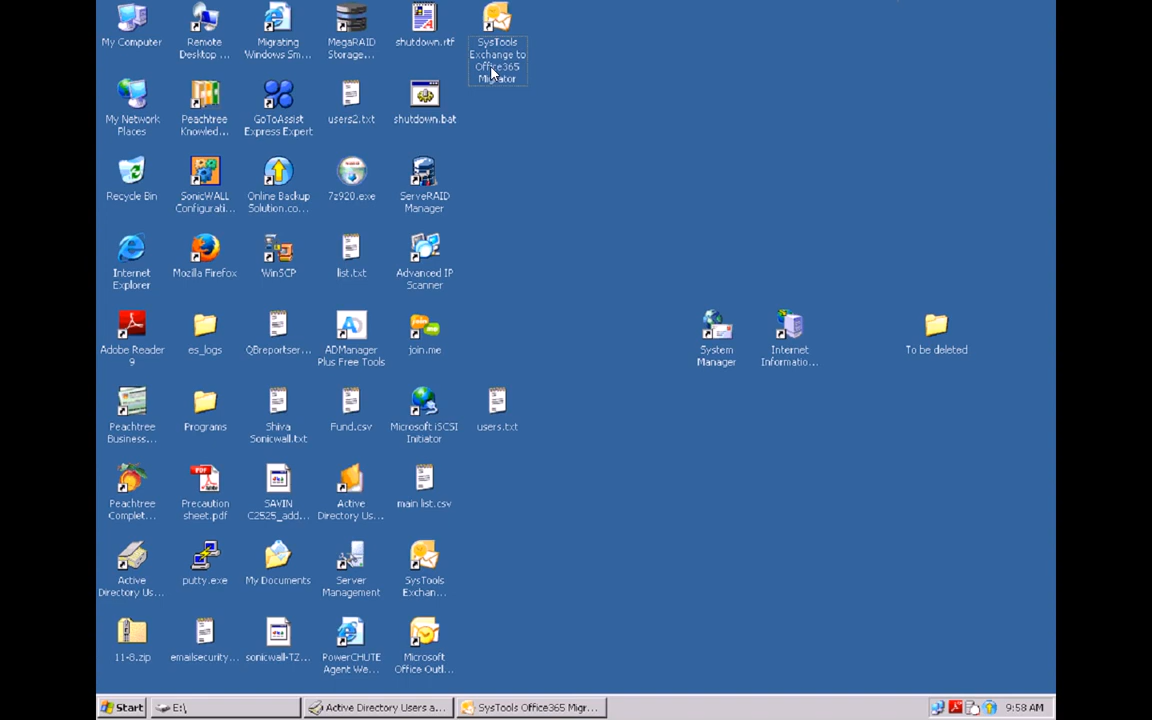 My Computer
Remote
Desktop ...
Migrating
Windows Sm...
MegaRAID
Storage...
shutdown.rtf
SysTools
Exchange to
Office365
Migrator
My Network
Places
Peachtree
Knowled...
GoToAssist
Express Expert
users2.txt
shutdown.bat
Recycle Bin
SonicWALL
Configurati...
Online Backup
Solution.co...
7z920.exe
ServeRAID
Manager
Internet
Explorer
Mozilla Firefox
WinSCP
list.txt
Advanced IP
Scanner
Adobe Reader
9
es_logs
QBreportser...
ADManager
Plus Free Tools
join.me
System
Manager
Internet
Informatio...
To be deleted
Peachtree
Business...
Programs
Shiva
Sonicwall.txt
Fund.csv
Microsoft iSCSI
Initiator
users.txt
Peachtree
Complet...
Precaution
sheet.pdf
SAVIN
C2525_add...
Active
Directory Us...
main list.csv
Active
Directory Us...
putty.exe
My Documents
Server
Management
SysTools
Exchan...
11-8.zip
emailsecurity...
sonicwall-TZ...
PowerCHUTE
Agent We...
Microsoft
Office Outl...
Start
E:\
Active Directory Users a...
SysTools Office365 Migr...
9:58 AM